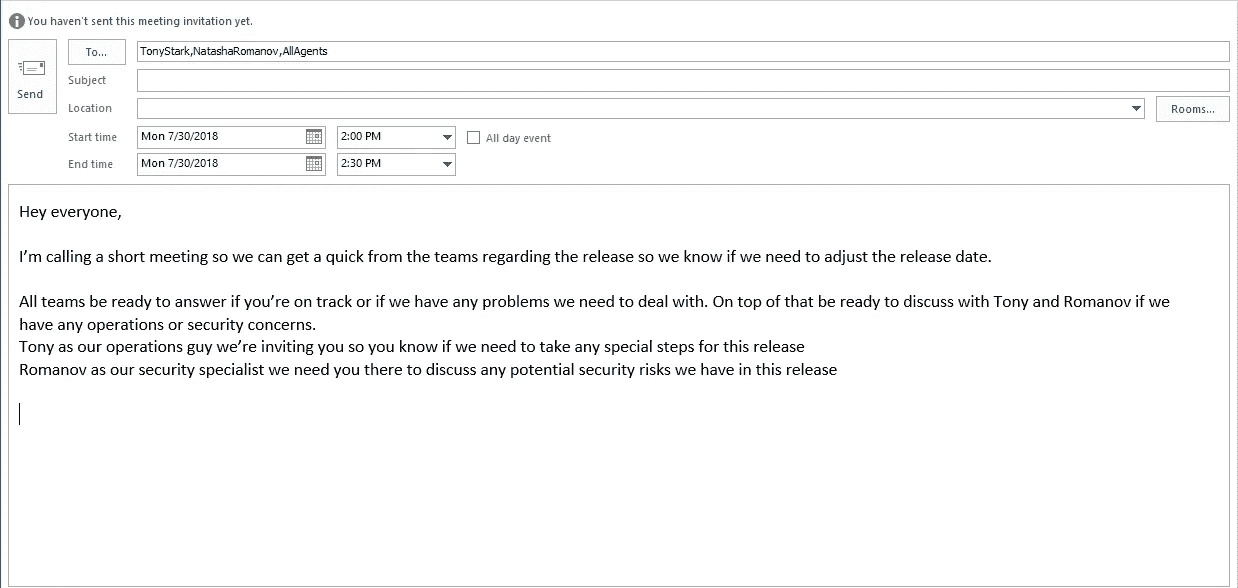 You haven't sent this meeting invitation yet.
To... TonyStark,NatashaRomanov,AllAgents
Send
Subject
Location Rooms...
Start time Mon 7/30/2018 2:00 PM All day event
End time Mon 7/30/2018 2:30 PM
Hey everyone,
I'm calling a short meeting so we can get a quick from the teams regarding the release so we know if we need to adjust the release date.
All teams be ready to answer if you're on track or if we have any problems we need to deal with. On top of that be ready to discuss with Tony and Romanov if we
have any operations or security concerns.
Tony as our operations guy we're inviting you so you know if we need to take any special steps for this release
Romanov as our security specialist we need you there to discuss any potential security risks we have in this release